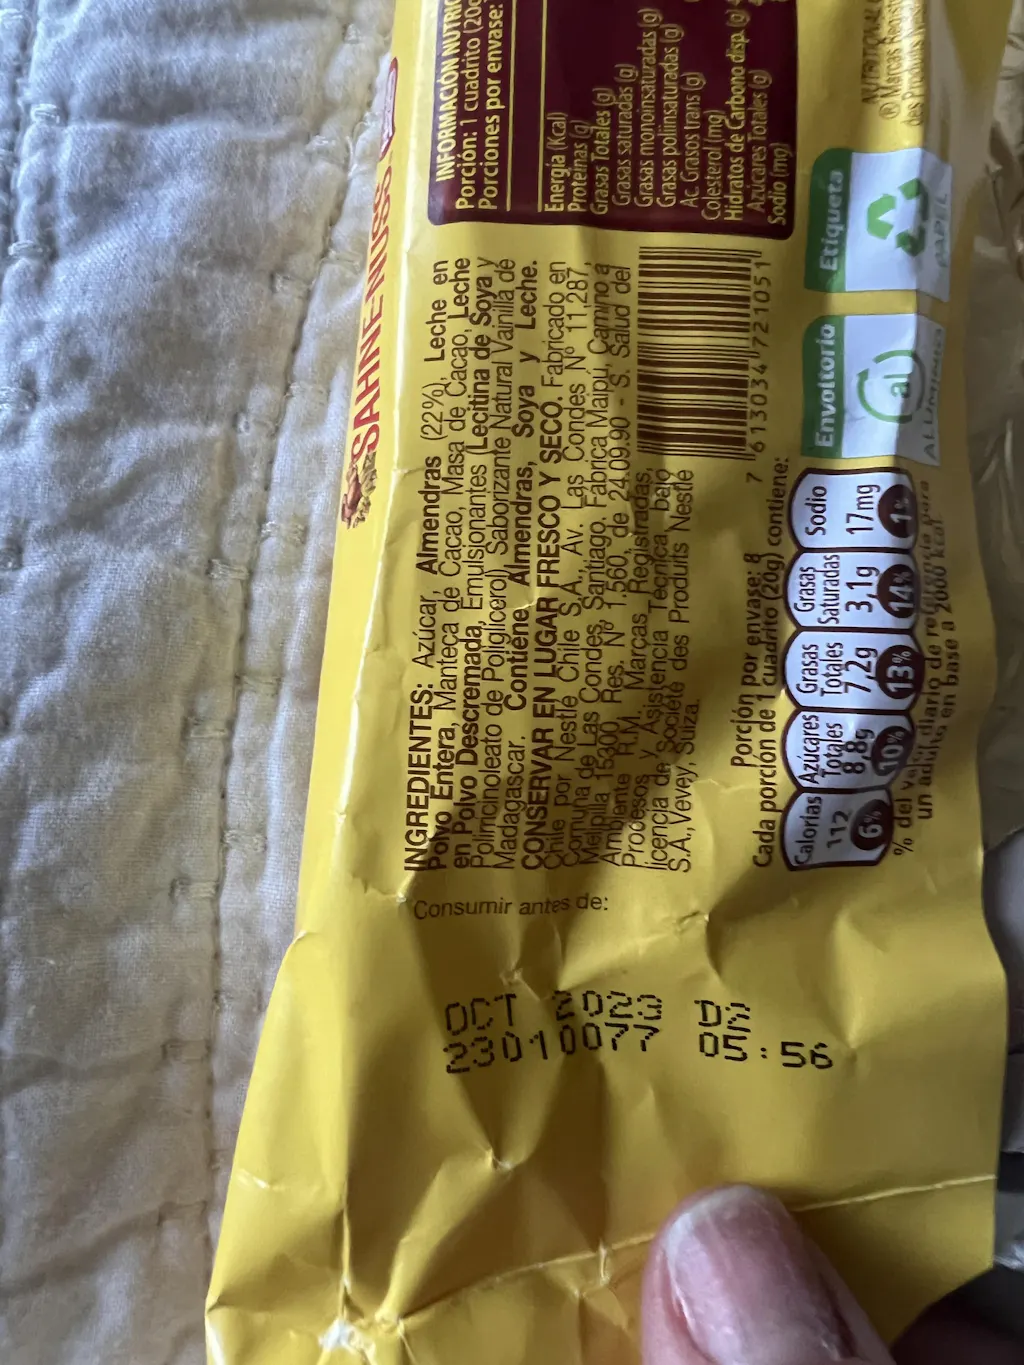 SAHNE-NUSS
INGREDIENTES: Azúcar, Almendras (22%), Leche en
Polvo Entera, Manteca de Cacao, Masa de Cacao, Leche
en Polvo Descremada, Emulsionantes (Lecitina de Soya y
Polirricinoleato de Poliglicerol), Saborizante Natural Vainilla de
Madagascar. Contiene Almendras, Soya y Leche.
CONSERVAR EN LUGAR FRESCO Y SECO. Fabricado en
Chile por Nestlé Chile S.A., Av. Las Condes Nº 11.287,
Comuna de Las Condes, Santiago, Fábrica Maipú, Camino a
Melipilla 15300 Res. Nº 1.560, de 24.09.90 - S. Salud del
Ambiente R.M. Marcas Registradas,
Procesos y Asistencia Técnica, bajo
licencia de Société des Produits Nestlé
S.A., Vevey, Suiza.
7 613034 721051
Porción por envase: 8
Cada porción de 1 cuadrito (20g) contiene:
Calorías Azúcares Totales Grasas Totales Grasas Saturadas Sodio
112 8,8g 7,2g 3,1g 17mg
6% 10% 13% 14% 1%
% del valor diario de referencia para
un adulto en base a 2000 kcal
INFORMACIÓN
Porción: 1 cuadrito
Porciones por envase:
Energía (Kcal)
Proteínas (g)
Grasas Totales (g)
Grasas saturadas (g)
Grasas monoinsaturadas (g)
Grasas poliinsaturadas (g)
Ac. Grasos trans (g)
Colesterol (mg)
Hidratos de Carbono disp. (g)
Azúcares Totales (g)
Sodio (mg)
Envoltorio
al
ALUMINIO
Etiqueta
PAPEL
Marcas
des Produits
Consumir antes de:
OCT 2023 D2
23010077 05:56